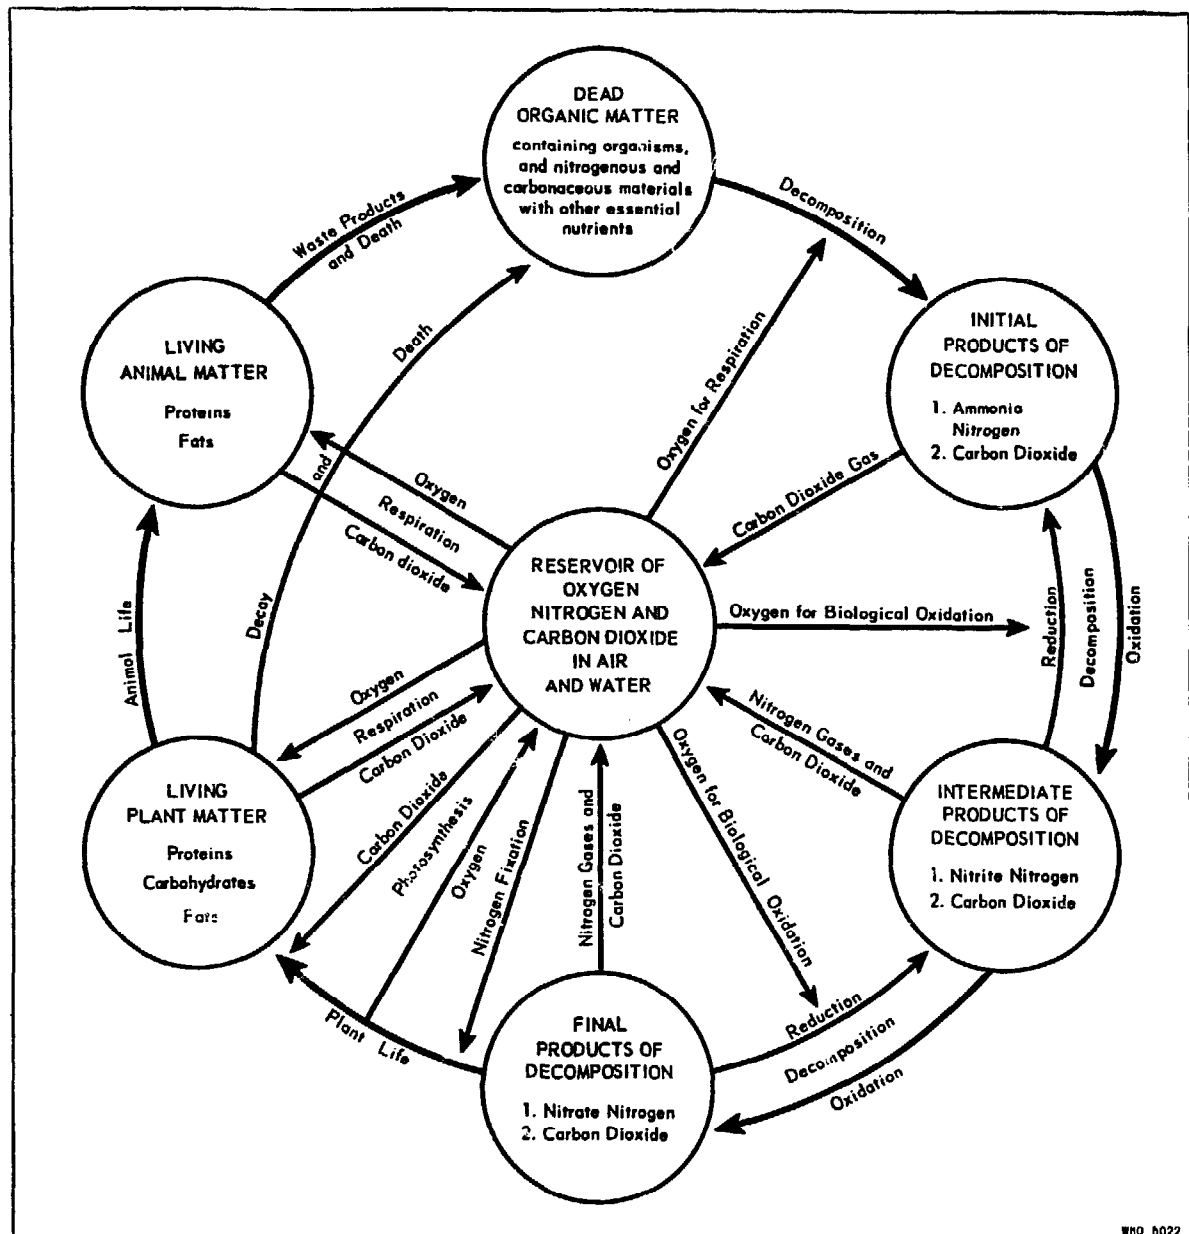 DEAD
ORGANIC MATTER
containing organisms,
and nitrogenous and
carbonaceous materials
with other essential
nutrients
Decomposition
Waste Products
and Death
LIVING
ANIMAL MATTER
Proteins
Fats
Death
and
Decay
Oxygen for Respiration
INITIAL
PRODUCTS OF
DECOMPOSITION
1. Ammonia
Nitrogen
2. Carbon Dioxide
Carbon Dioxide Gas
Oxygen
Respiration
Carbon dioxide
RESERVOIR OF
OXYGEN
NITROGEN AND
CARBON DIOXIDE
IN AIR
AND WATER
Oxygen for Biological Oxidation
Reduction
Decomposition
Oxidation
Animal Life
Oxygen
Respiration
Carbon Dioxide
Nitrogen Gases and
Carbon Dioxide
LIVING
PLANT MATTER
Proteins
Carbohydrates
Fats
Carbon Dioxide
Photosynthesis
Oxygen
Nitrogen Fixation
Nitrogen Gases and
Carbon Dioxide
Oxygen for Biological Oxidation
INTERMEDIATE
PRODUCTS OF
DECOMPOSITION
1. Nitrite Nitrogen
2. Carbon Dioxide
Plant Life
FINAL
PRODUCTS OF
DECOMPOSITION
1. Nitrate Nitrogen
2. Carbon Dioxide
Reduction
Decomposition
Oxidation
WHO 5022